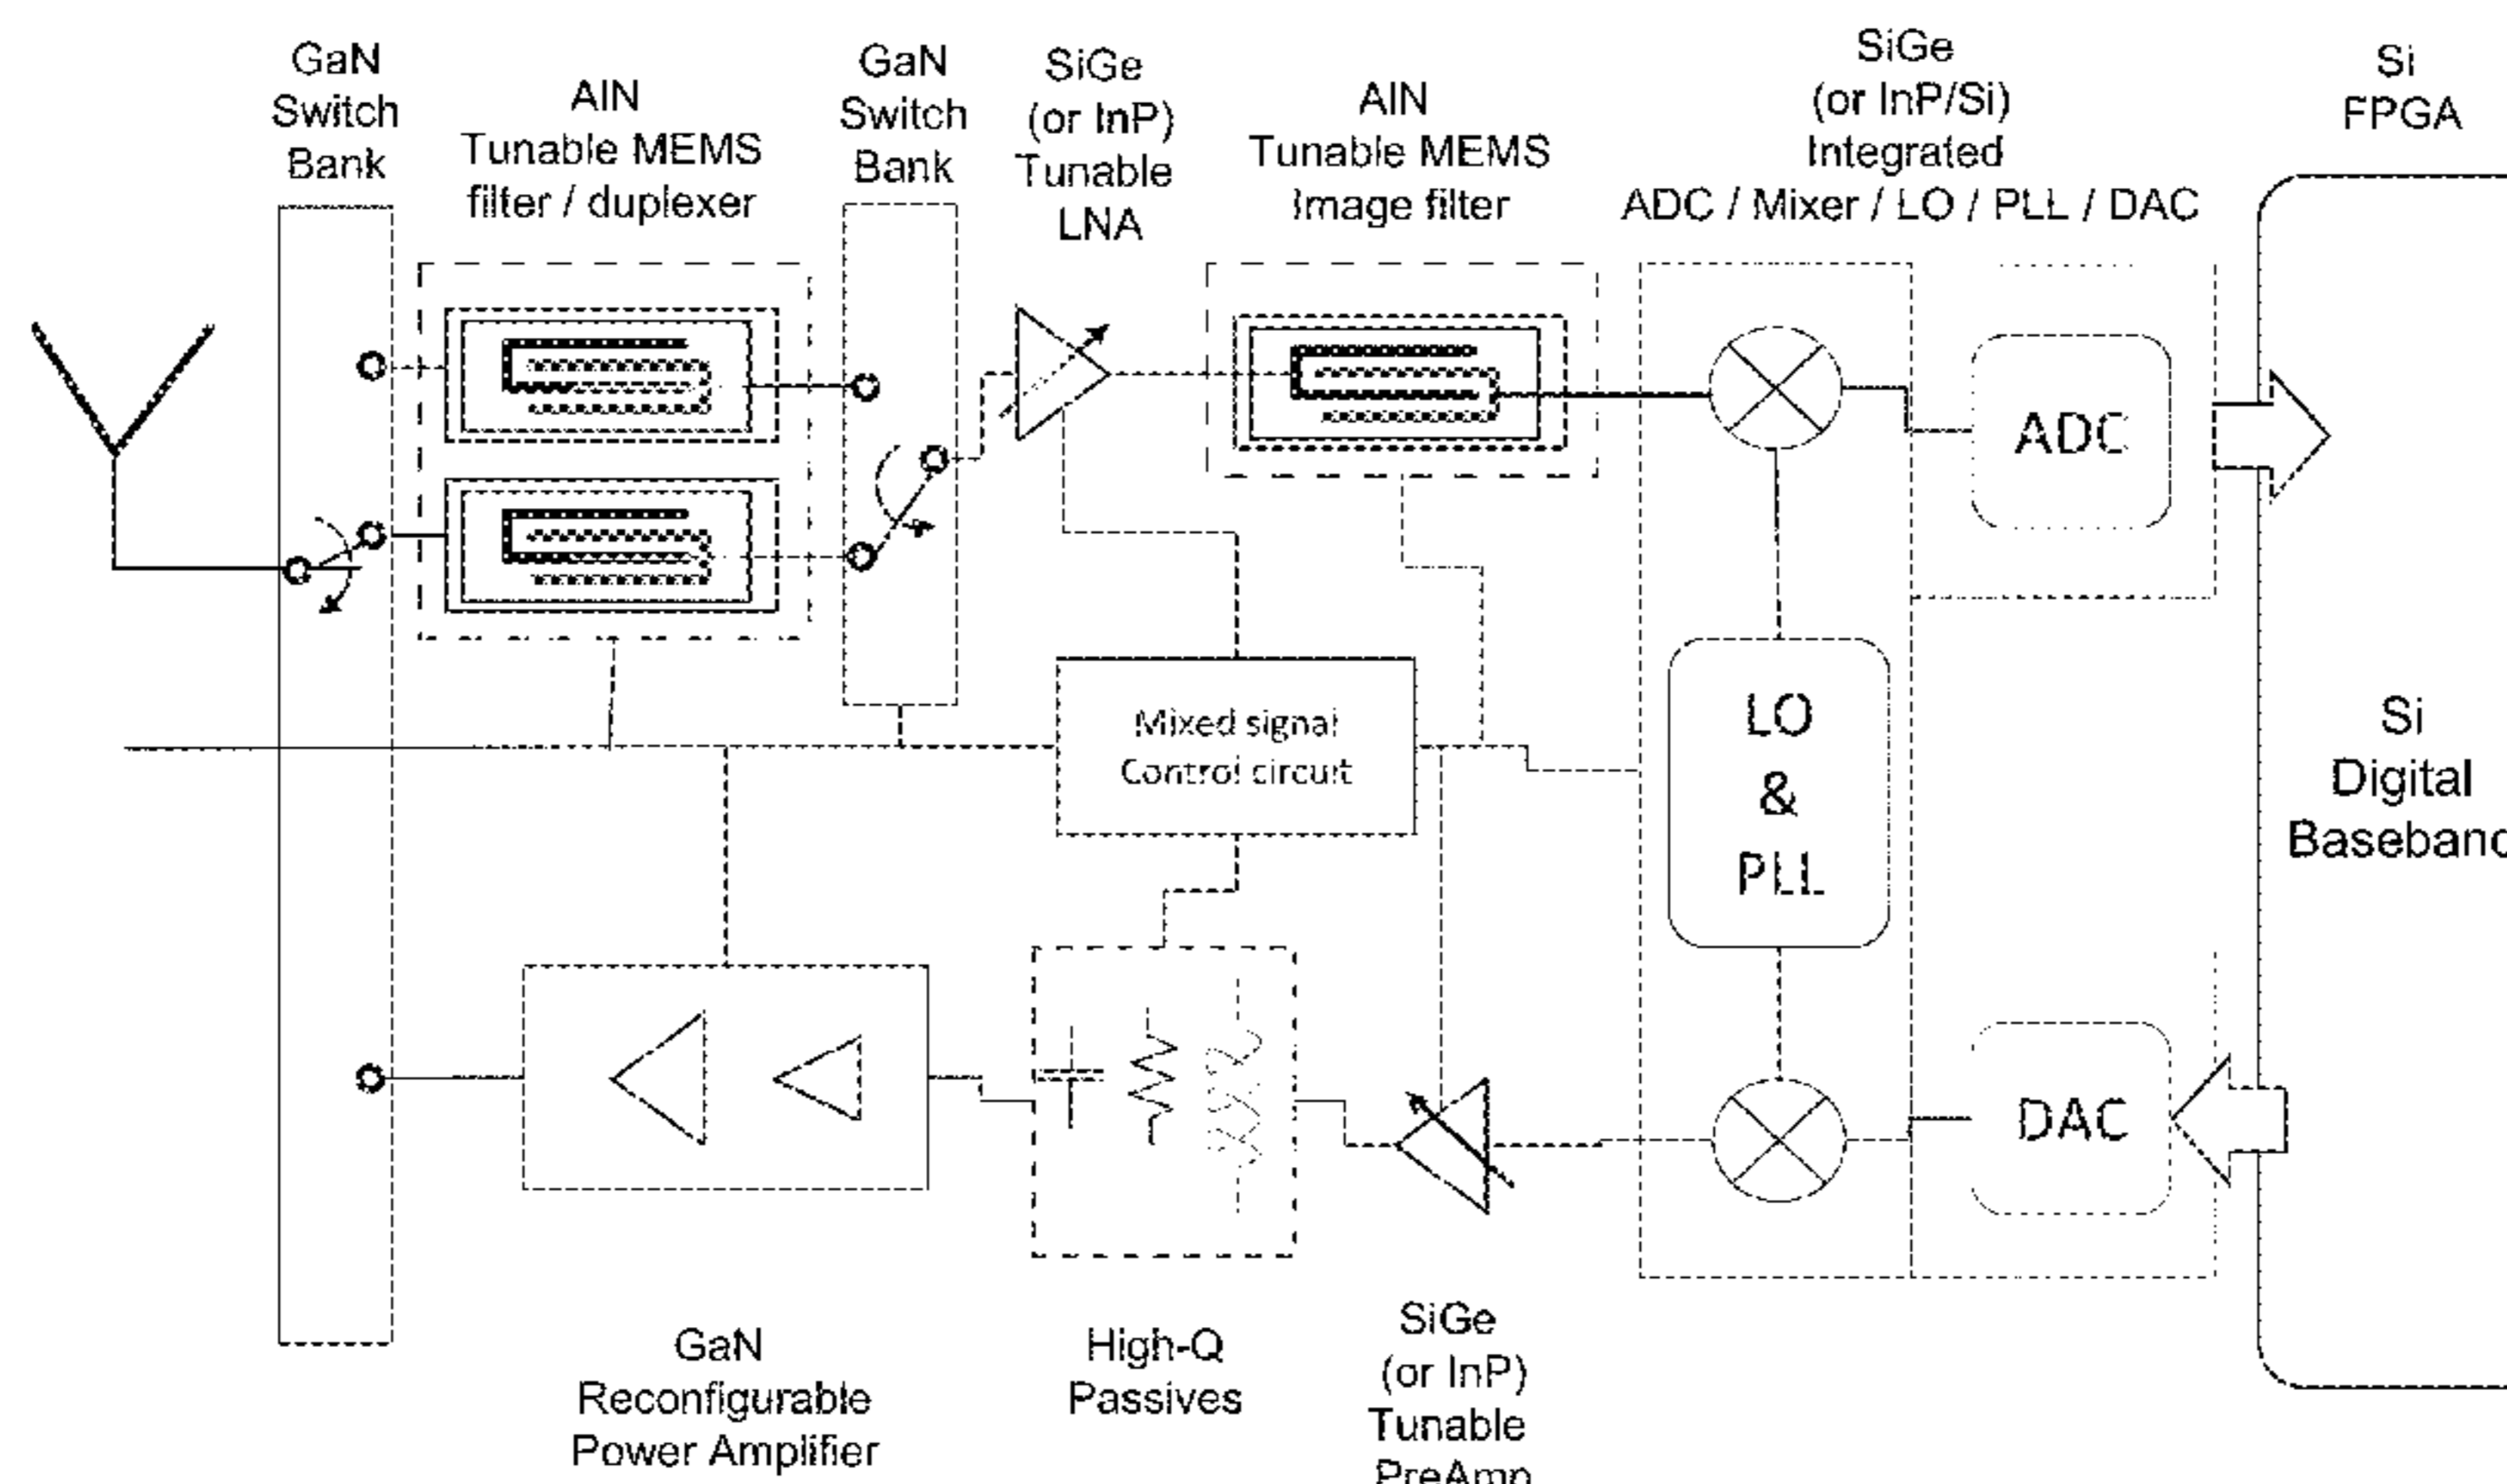 GaN
Switch
Bank
AlN
Tunable MEMS
filter / duplexer
GaN
Switch
Bank
SiGe
(or InP)
Tunable
LNA
AlN
Tunable MEMS
Image filter
SiGe
(or InP/Si)
Integrated
ADC / Mixer / LO / PLL / DAC
Si
FPGA
ADC
Mixed signal
Control circuit
LO
&
PLL
Si
Digital
Baseband
DAC
GaN
Reconfigurable
Power Amplifier
High-Q
Passives
SiGe
(or InP)
Tunable
PreAmp